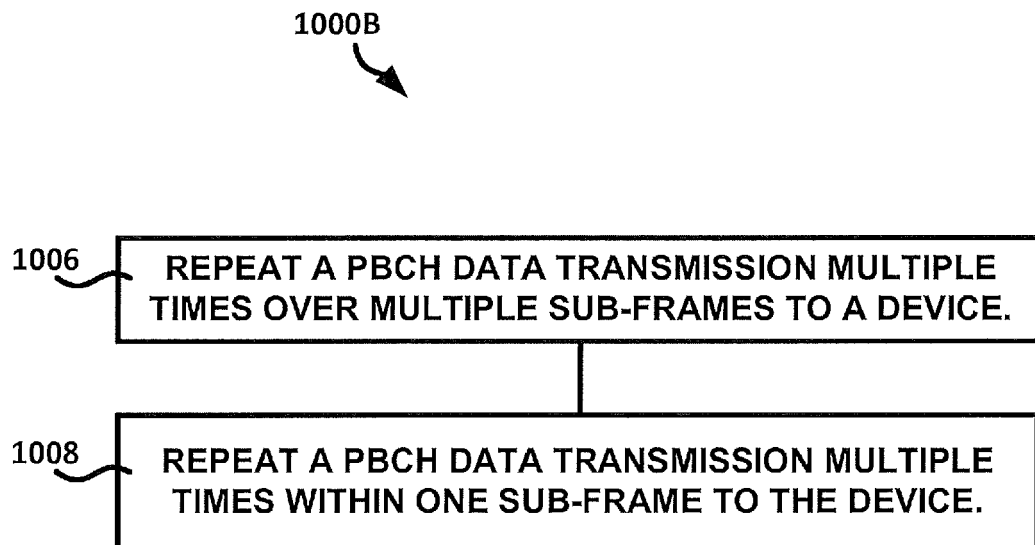 1000B
1006
REPEAT A PBCH DATA TRANSMISSION MULTIPLE
TIMES OVER MULTIPLE SUB-FRAMES TO A DEVICE.
1008
REPEAT A PBCH DATA TRANSMISSION MULTIPLE
TIMES WITHIN ONE SUB-FRAME TO THE DEVICE.